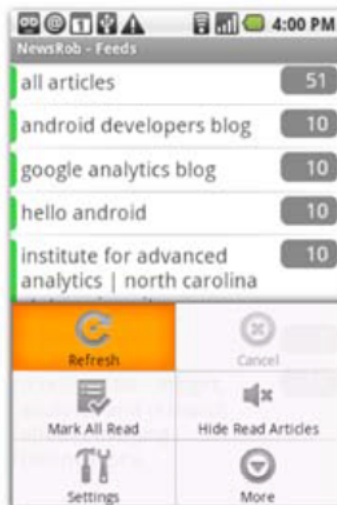 4:00 PM
NewsRob - Feeds
all articles 51
android developers blog 10
google analytics blog 10
hello android 10
institute for advanced 10
analytics | north carolina
Refresh Cancel
Mark All Read Hide Read Articles
Settings More